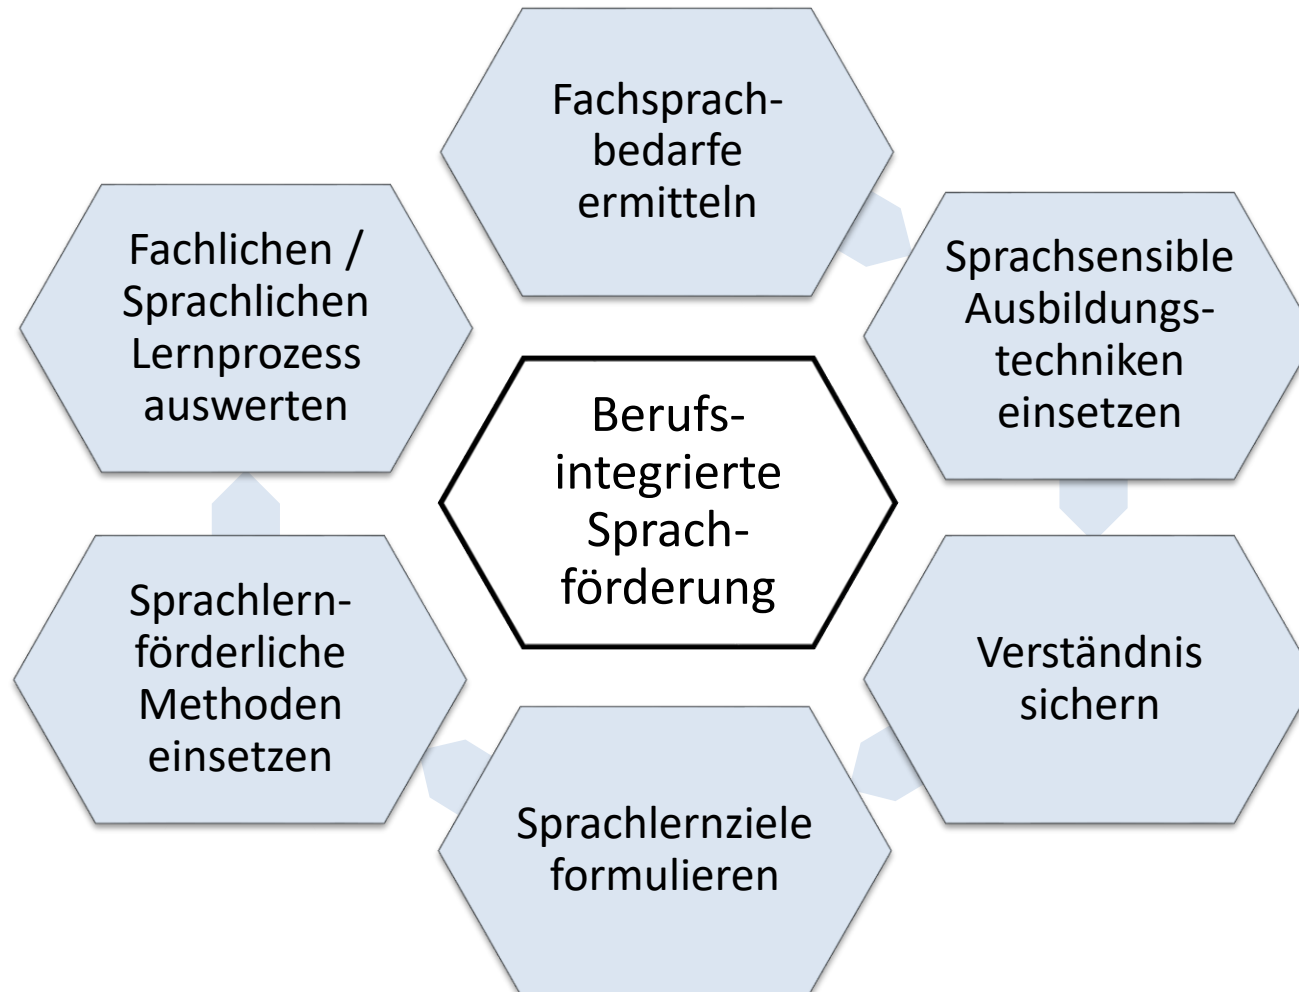 Fachsprach-
bedarfe
ermitteln
Sprachsensible
Ausbildungs-
techniken
einsetzen
Verständnis
sichern
Sprachlernziele
formulieren
Sprachlern-
förderliche
Methoden
einsetzen
Fachlichen /
Sprachlichen
Lernprozess
auswerten
Berufs-
integrierte
Sprach-
förderung